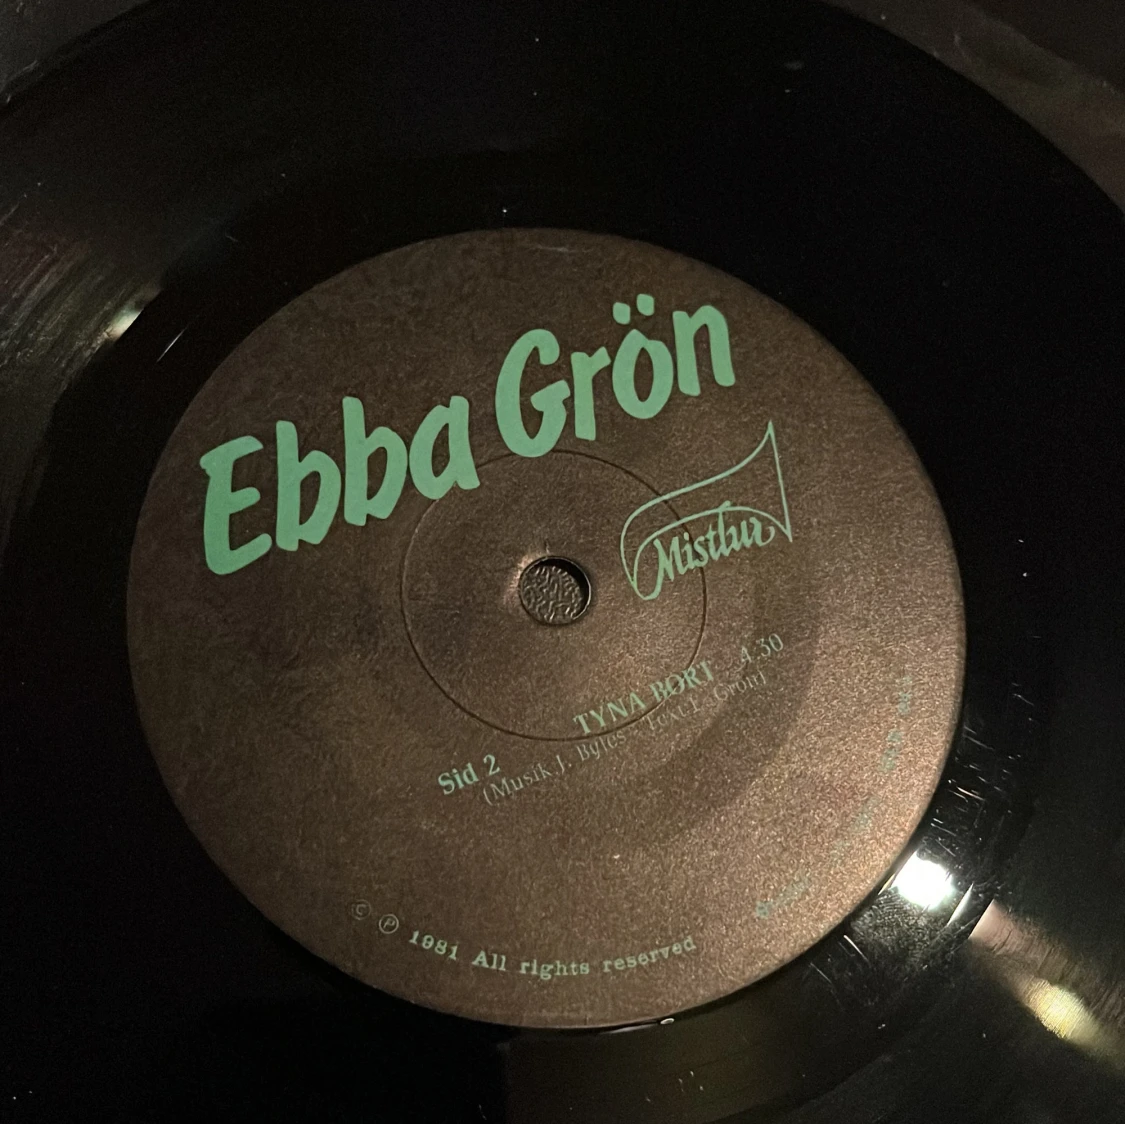 Ebba Grön
Mistlur
Sid 2 TYNA BORT 4.30
(Musik J. Byles - Text E. Grön)
© ℗ 1981 All rights reserved